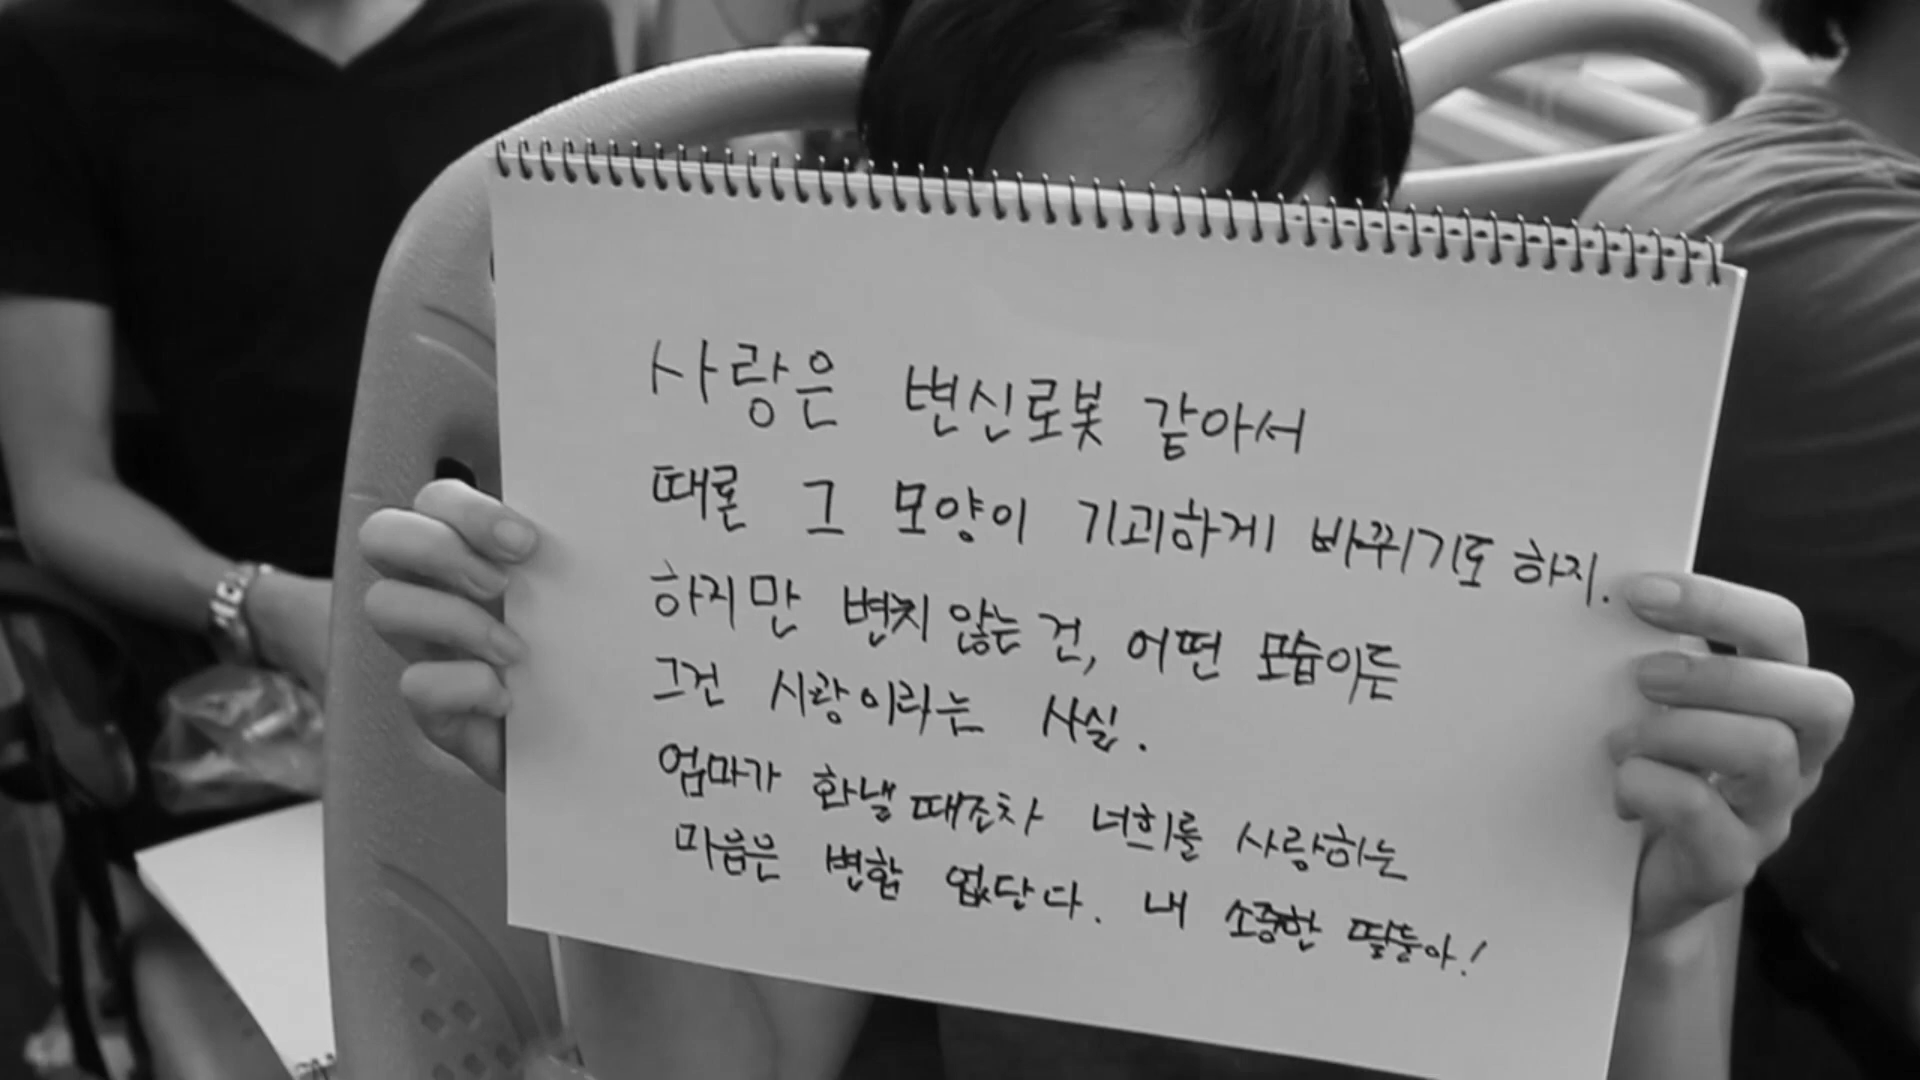 사랑은 변신로봇 같아서
때론 그 모양이 기괴하게 바뀌기도 하지.
하지만 변치 않는 건, 어떤 모습이든
그건 사랑이라는 사실.
엄마가 화낼 때조차 너희를 사랑하는
마음은 변함 없단다. 내 소중한 딸들아!